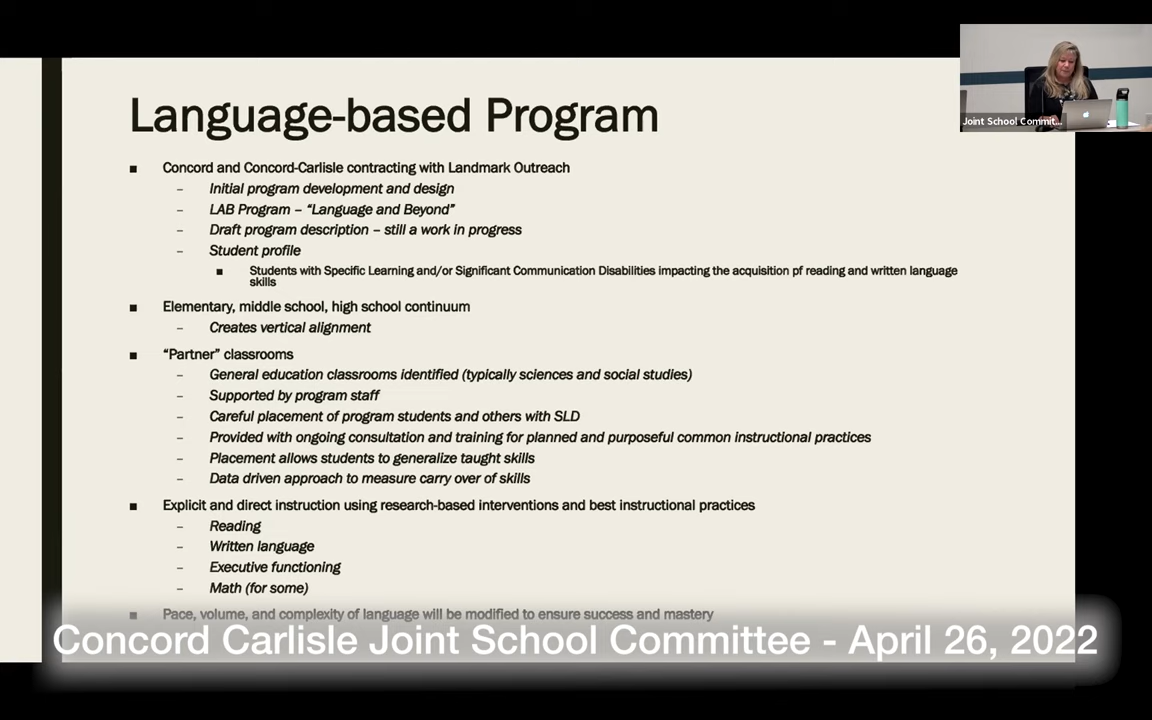 Language-based Program
Joint School Commit...
■ Concord and Concord-Carlisle contracting with Landmark Outreach
– Initial program development and design
– LAB Program – “Language and Beyond”
– Draft program description – still a work in progress
– Student profile
■ Students with Specific Learning and/or Significant Communication Disabilities impacting the acquisition pf reading and written language
skills
■ Elementary, middle school, high school continuum
– Creates vertical alignment
■ “Partner” classrooms
– General education classrooms identified (typically sciences and social studies)
– Supported by program staff
– Careful placement of program students and others with SLD
– Provided with ongoing consultation and training for planned and purposeful common instructional practices
– Placement allows students to generalize taught skills
– Data driven approach to measure carry over of skills
■ Explicit and direct instruction using research-based interventions and best instructional practices
– Reading
– Written language
– Executive functioning
– Math (for some)
■ Pace, volume, and complexity of language will be modified to ensure success and mastery
Concord Carlisle Joint School Committee - April 26, 2022